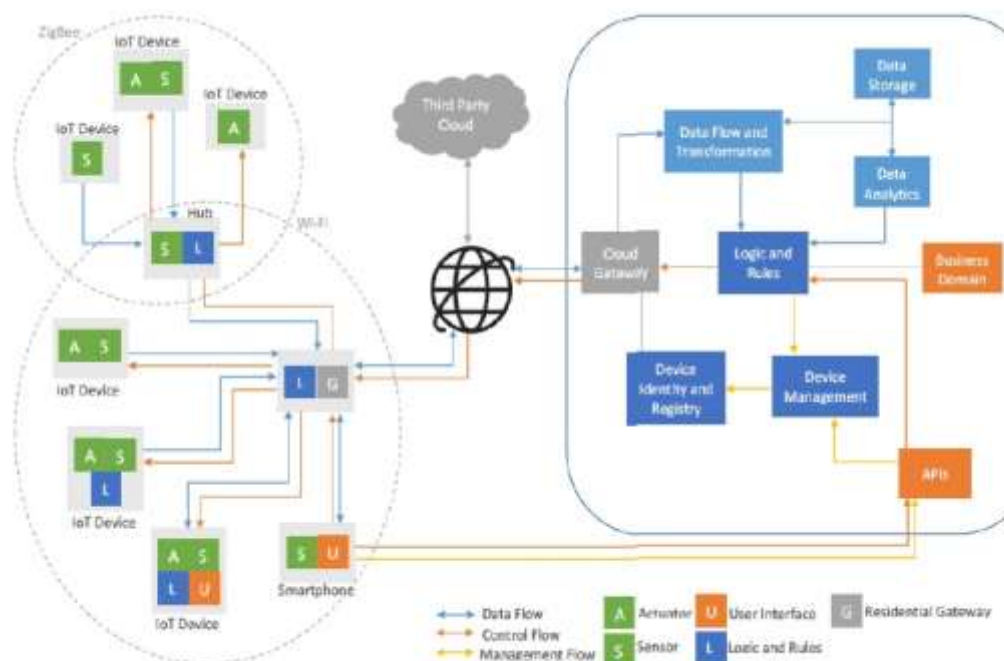 ZigBee
IoT Device
A S
IoT Device
A
IoT Device
S
Hub
S L
Wi-Fi
A S
IoT Device
L G
A S
L
IoT Device
A S
L U
IoT Device
S U
Smartphone
Third Party
Cloud
Cloud
Gateway
Data Flow and
Transformation
Data
Storage
Data
Analytics
Logic and
Rules
Business
Domain
Device
Identity and
Registry
Device
Management
APIs
Data Flow
Control Flow
Management Flow
A Actuator
S Sensor
U User Interface
L Logic and Rules
G Residential Gateway